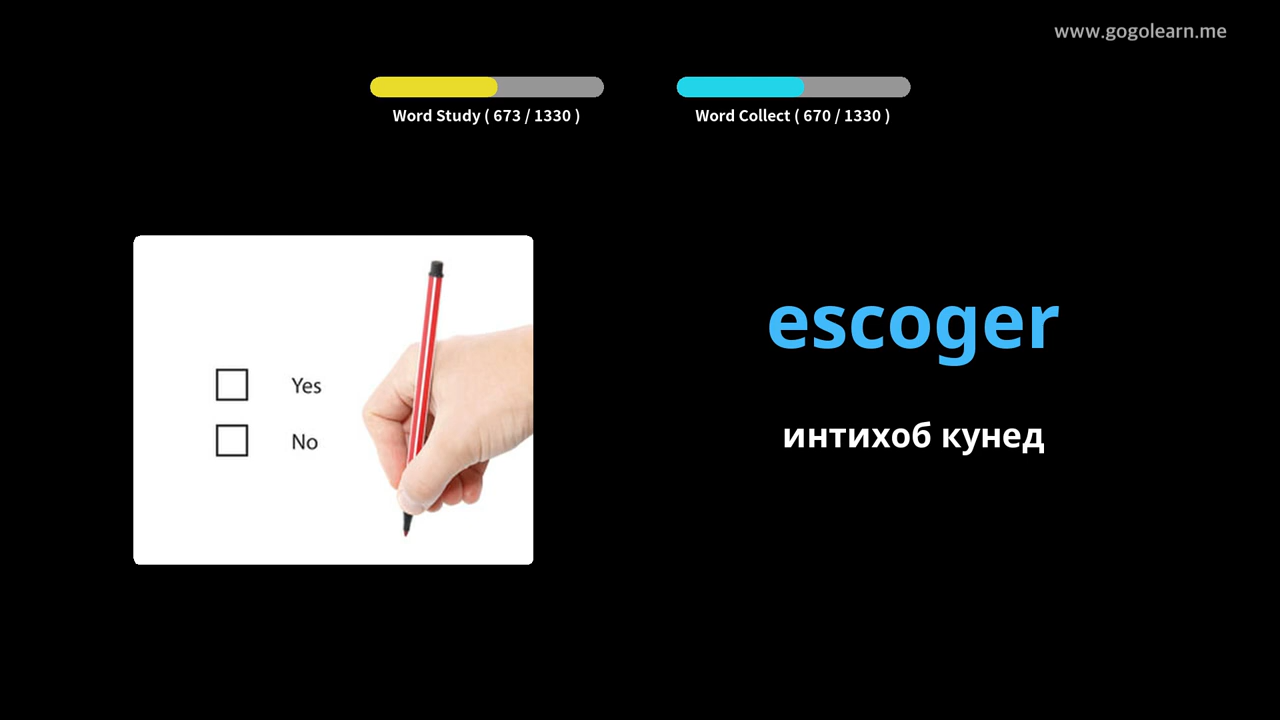 www.gogolearn.me
Word Study ( 673 / 1330 )
Word Collect ( 670 / 1330 )
Yes
No
escoger
интихоб кунед